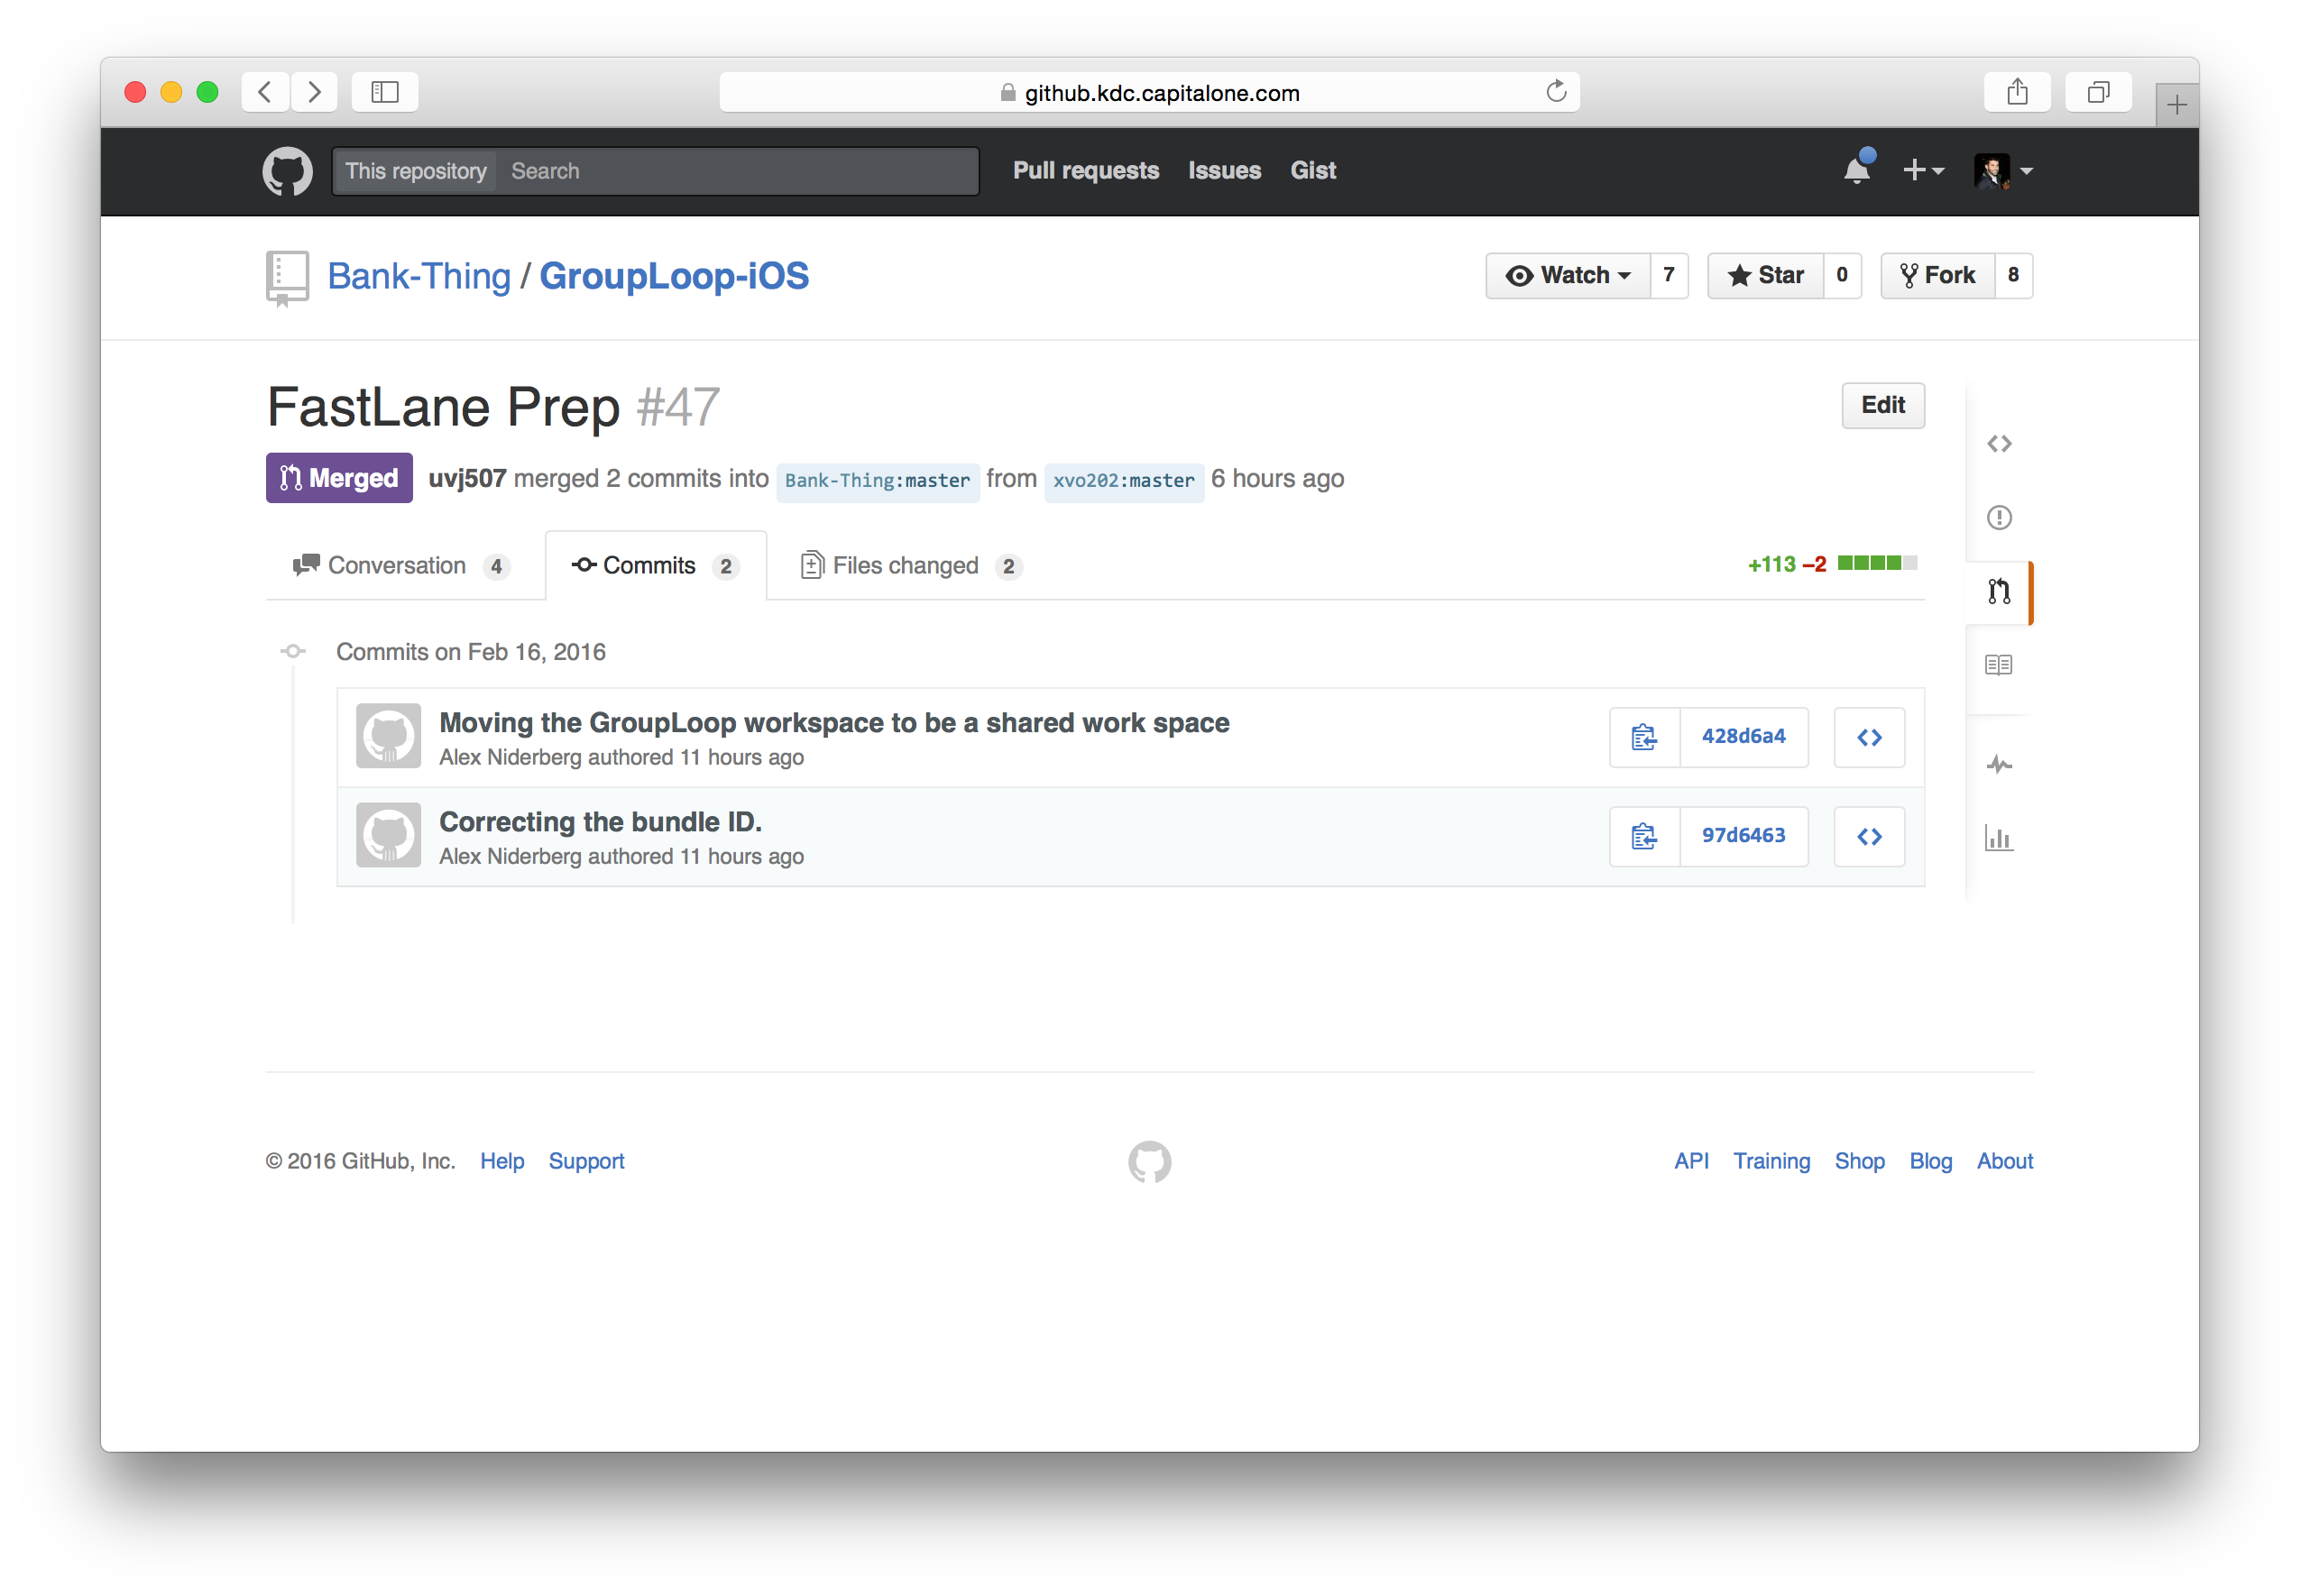 github.kdc.capitalone.com
This repository Search Pull requests Issues Gist
Bank-Thing / GroupLoop-iOS Watch 7 Star 0 Fork 8
FastLane Prep #47 Edit
Merged uvj507 merged 2 commits into Bank-Thing:master from xvo202:master 6 hours ago
Conversation 4 Commits 2 Files changed 2 +113 −2
Commits on Feb 16, 2016
Moving the GroupLoop workspace to be a shared work space
Alex Niderberg authored 11 hours ago
428d6a4
Correcting the bundle ID.
Alex Niderberg authored 11 hours ago
97d6463
© 2016 GitHub, Inc. Help Support API Training Shop Blog About